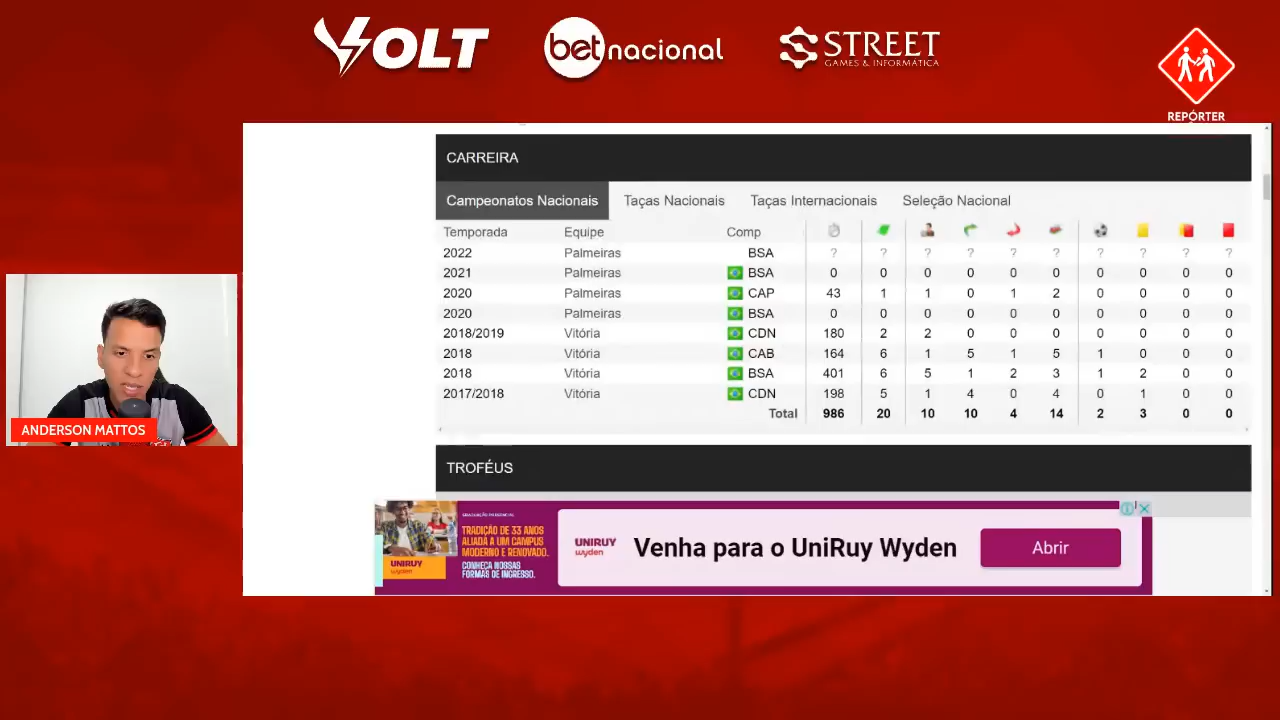 VOLT
betnacional
STREET
GAMES & INFORMÁTICA
REPÓRTER
CARREIRA
Campeonatos Nacionais Taças Nacionais Taças Internacionais Seleção Nacional
Temporada Equipe Comp
2022 Palmeiras BSA ? ? ? ? ? ? ? ? ? ?
2021 Palmeiras BSA 0 0 0 0 0 0 0 0 0 0
2020 Palmeiras CAP 43 1 1 0 1 2 0 0 0 0
2020 Palmeiras BSA 0 0 0 0 0 0 0 0 0 0
2018/2019 Vitória CDN 180 2 2 0 0 0 0 0 0 0
2018 Vitória CAB 164 6 1 5 1 5 1 0 0 0
2018 Vitória BSA 401 6 5 1 2 3 1 2 0 0
2017/2018 Vitória CDN 198 5 1 4 0 4 0 1 0 0
Total 986 20 10 10 4 14 2 3 0 0
ANDERSON MATTOS
TROFÉUS
TRADIÇÃO DE 33 ANOS
ALIADA A UM CAMPUS
MODERNO E RENOVADO.
CONHEÇA NOSSAS
FORMAS DE INGRESSO.
UNIRUY
wyden
UNIRUY
wyden
Venha para o UniRuy Wyden
Abrir